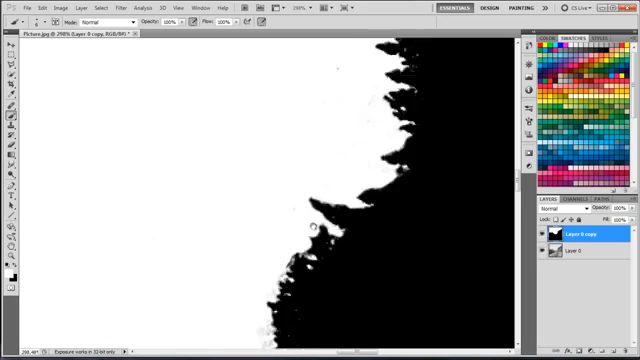 Ps File Edit Image Layer Select Filter Analysis 3D View Window Help
298%
ESSENTIALS DESIGN PAINTING CS Live
6 Mode: Normal Opacity: 100% Flow: 100%
Picture.jpg @ 298% (Layer 0 copy, RGB/8*) *
COLOR SWATCHES STYLES
LAYERS CHANNELS PATHS
Normal Opacity: 100%
Lock: Fill: 100%
Layer 0 copy
Layer 0
Exposure works in 32-bit only